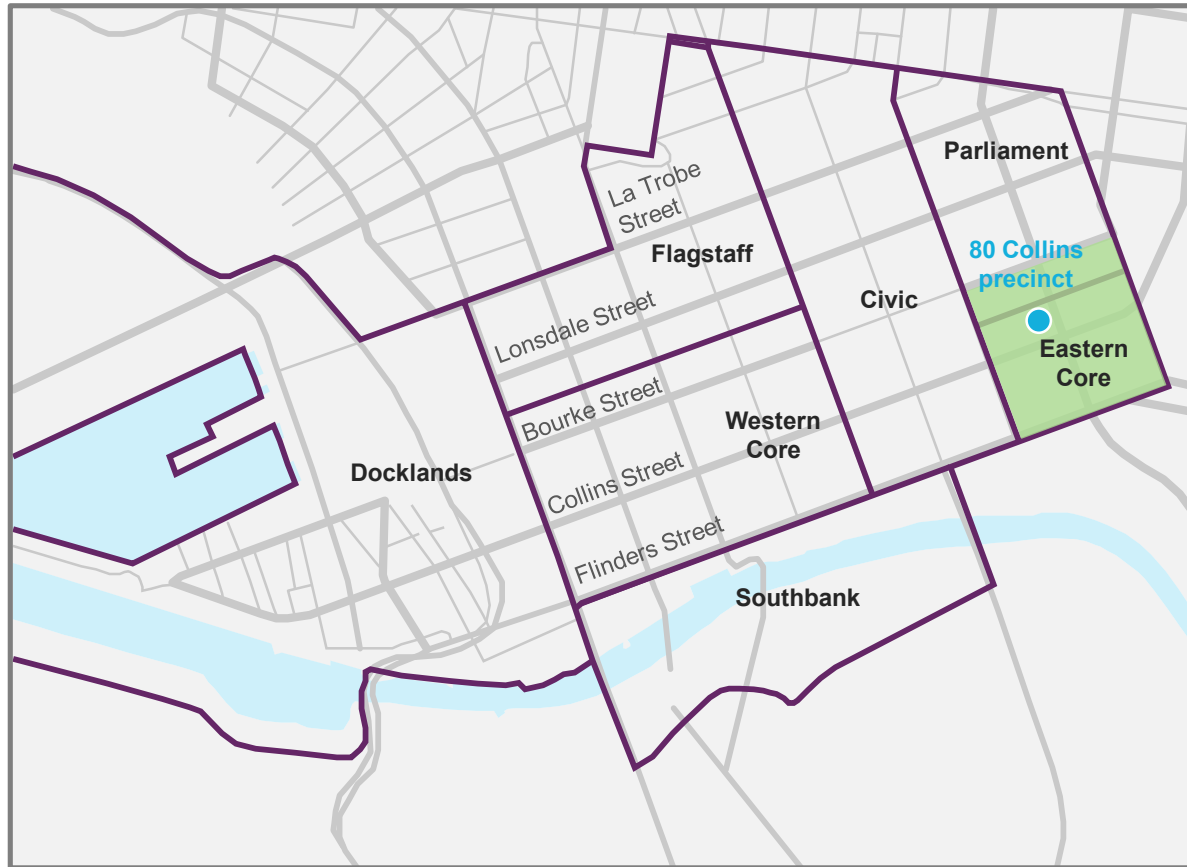 Parliament
La Trobe
Street
Flagstaff
80 Collins
precinct
Civic
Lonsdale Street
Eastern
Core
Bourke Street
Western
Core
Docklands
Collins Street
Flinders Street
Southbank